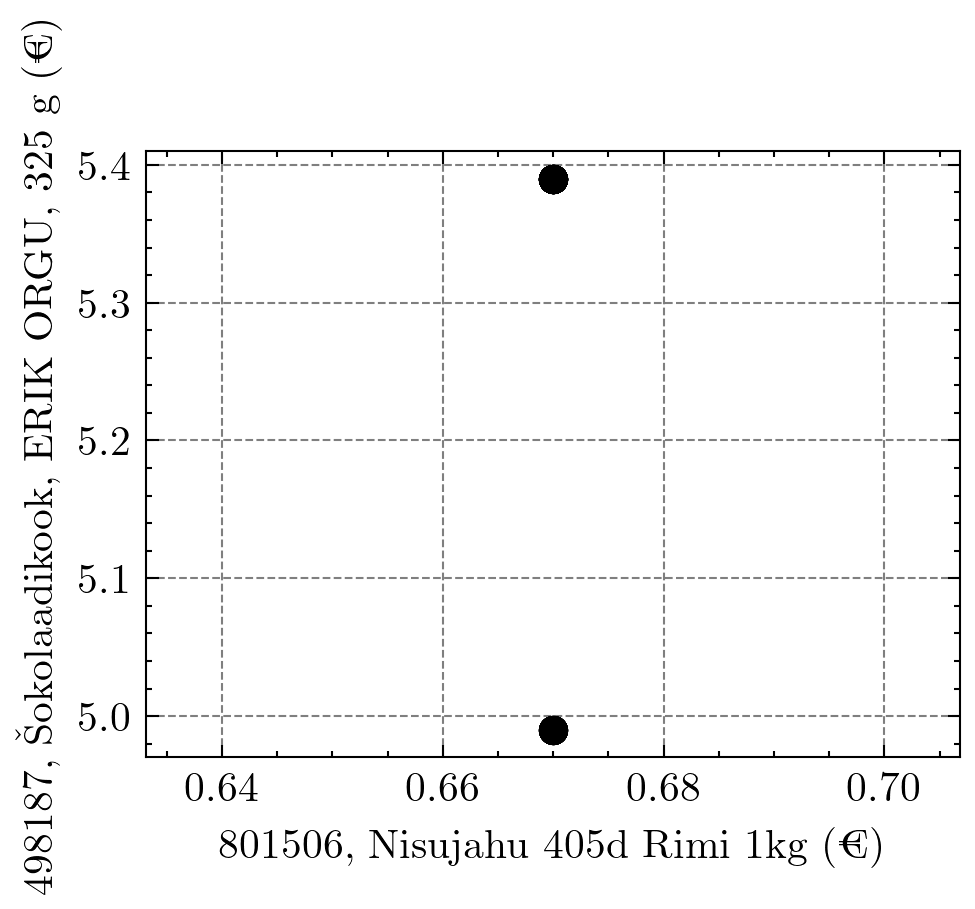 498187, Šokolaadikook, ERIK ORGU, 325 g (€)
5.4
5.3
5.2
5.1
5.0
0.64 0.66 0.68 0.70
801506, Nisujahu 405d Rimi 1kg (€)